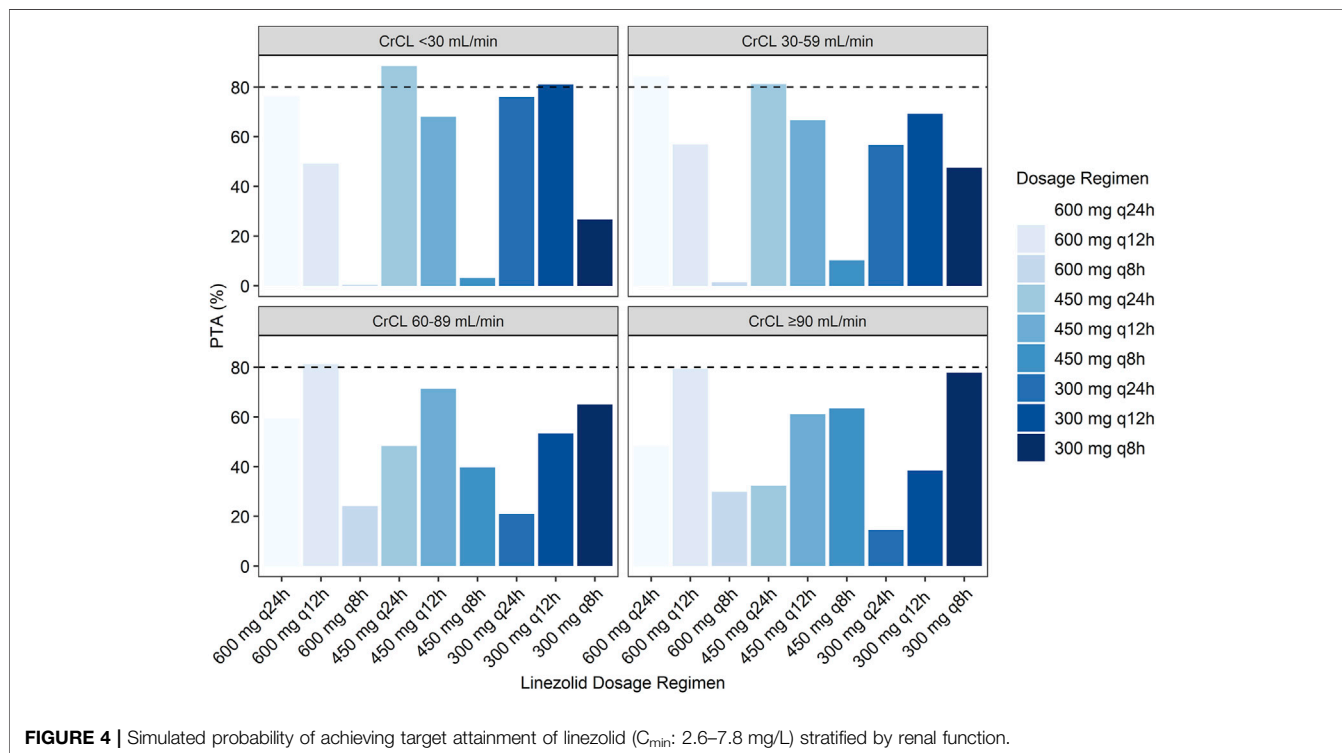 CrCL <30 mL/min
CrCL 30-59 mL/min
80
60
40
20
0
PTA (%)
CrCL 60-89 mL/min
CrCL ≥90 mL/min
80
60
40
20
0
600 mg q24h
600 mg q12h
600 mg q8h
450 mg q24h
450 mg q12h
450 mg q8h
300 mg q24h
300 mg q12h
300 mg q8h
600 mg q24h
600 mg q12h
600 mg q8h
450 mg q24h
450 mg q12h
450 mg q8h
300 mg q24h
300 mg q12h
300 mg q8h
Linezolid Dosage Regimen
Dosage Regimen
600 mg q24h
600 mg q12h
600 mg q8h
450 mg q24h
450 mg q12h
450 mg q8h
300 mg q24h
300 mg q12h
300 mg q8h
FIGURE 4 | Simulated probability of achieving target attainment of linezolid (Cmin: 2.6–7.8 mg/L) stratified by renal function.